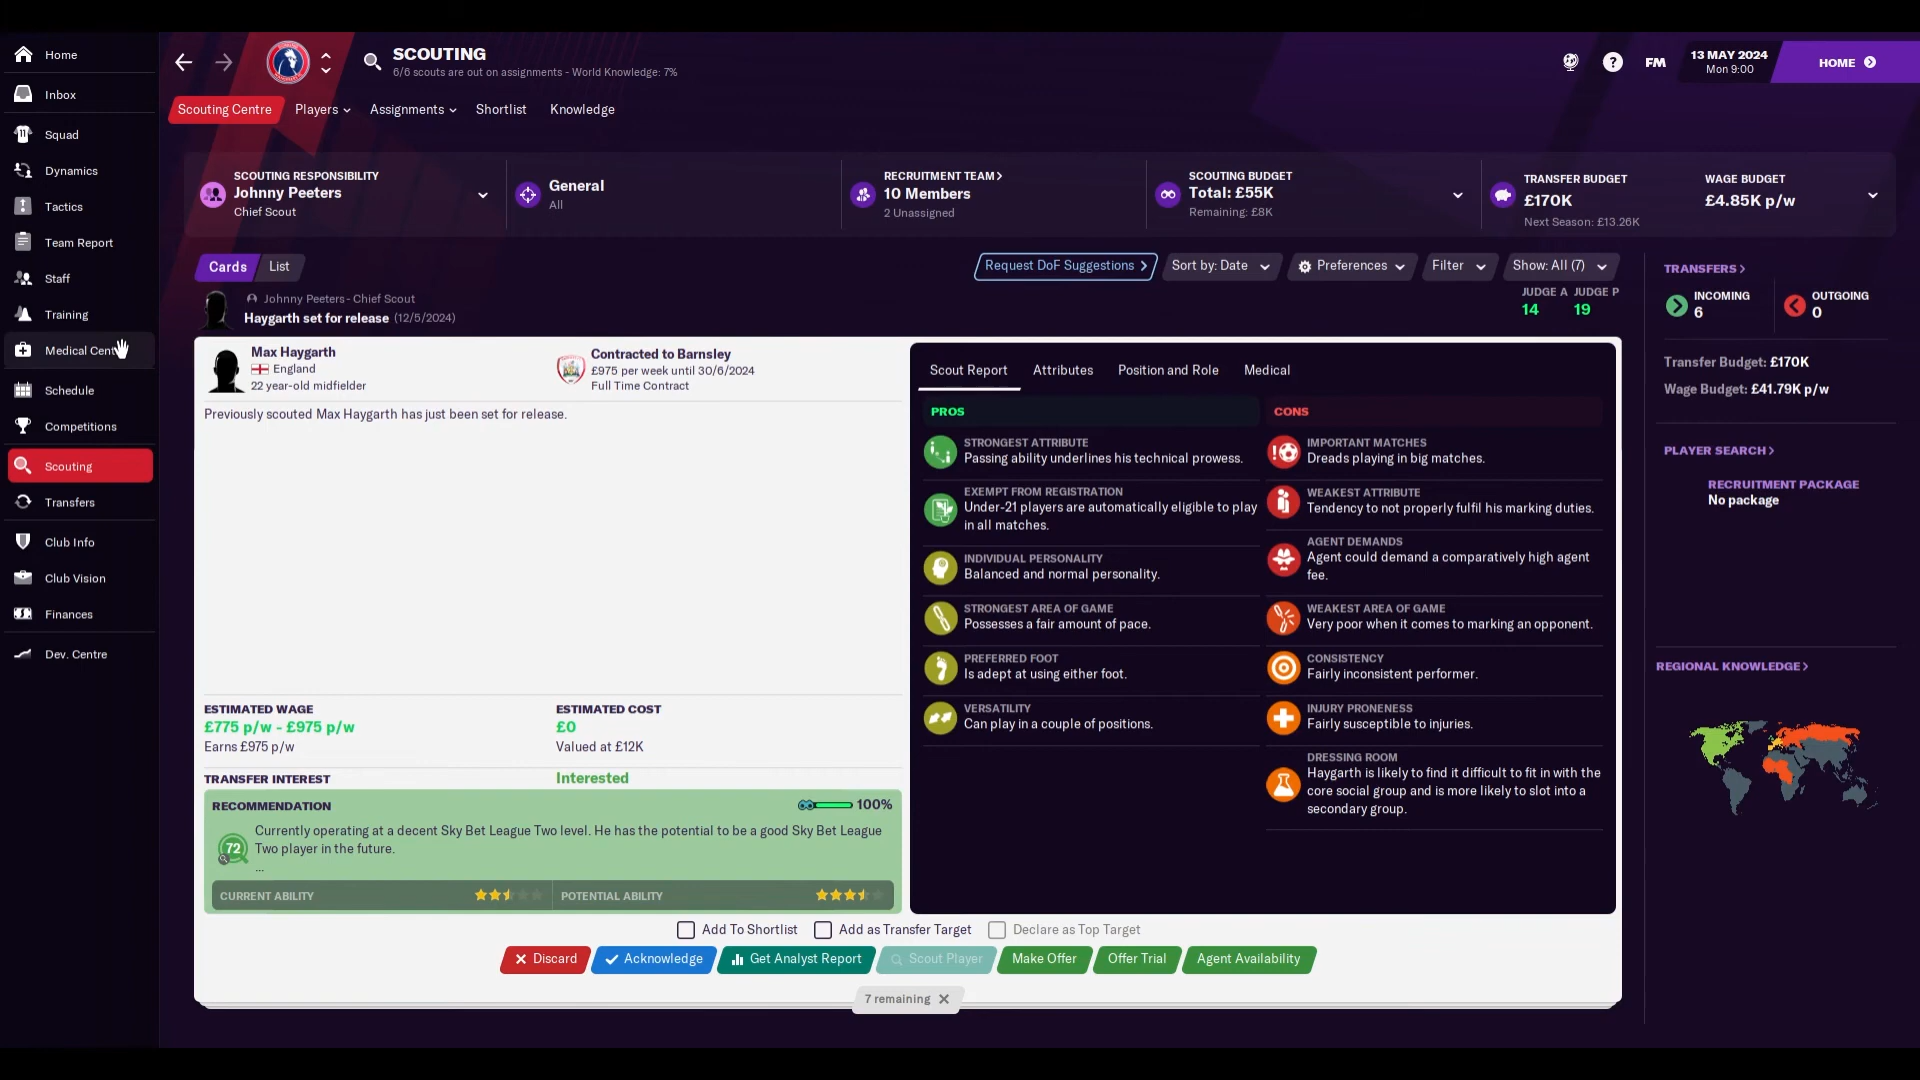 Home
Inbox
Squad
Dynamics
Tactics
Team Report
Staff
Training
Medical Cent
Schedule
Competitions
Scouting
Transfers
Club Info
Club Vision
Finances
Dev. Centre
SCOUTING
6/6 scouts are out on assignments - World Knowledge: 7%
FM
13 MAY 2024
Mon 9:00
HOME
Scouting Centre
Players
Assignments
Shortlist
Knowledge
SCOUTING RESPONSIBILITY
Johnny Peeters
Chief Scout
General
All
RECRUITMENT TEAM>
10 Members
2 Unassigned
SCOUTING BUDGET
Total: £55K
Remaining: £8K
TRANSFER BUDGET
£170K
Next Season: £13.26K
WAGE BUDGET
£4.85K p/w
Cards
List
Request DoF Suggestions >
Sort by: Date
Preferences
Filter
Show: All (7)
Johnny Peeters - Chief Scout
Haygarth set for release (12/5/2024)
JUDGE A
14
JUDGE P
19
Max Haygarth
England
22 year-old midfielder
Contracted to Barnsley
£975 per week until 30/6/2024
Full Time Contract
Previously scouted Max Haygarth has just been set for release.
ESTIMATED WAGE
£775 p/w - £975 p/w
Earns £975 p/w
ESTIMATED COST
£0
Valued at £12K
TRANSFER INTEREST
Interested
RECOMMENDATION
100%
72
Currently operating at a decent Sky Bet League Two level. He has the potential to be a good Sky Bet League
Two player in the future.
...
CURRENT ABILITY
POTENTIAL ABILITY
Scout Report
Attributes
Position and Role
Medical
PROS
STRONGEST ATTRIBUTE
Passing ability underlines his technical prowess.
EXEMPT FROM REGISTRATION
Under-21 players are automatically eligible to play
in all matches.
INDIVIDUAL PERSONALITY
Balanced and normal personality.
STRONGEST AREA OF GAME
Possesses a fair amount of pace.
PREFERRED FOOT
Is adept at using either foot.
VERSATILITY
Can play in a couple of positions.
CONS
IMPORTANT MATCHES
Dreads playing in big matches.
WEAKEST ATTRIBUTE
Tendency to not properly fulfil his marking duties.
AGENT DEMANDS
Agent could demand a comparatively high agent
fee.
WEAKEST AREA OF GAME
Very poor when it comes to marking an opponent.
CONSISTENCY
Fairly inconsistent performer.
INJURY PRONENESS
Fairly susceptible to injuries.
DRESSING ROOM
Haygarth is likely to find it difficult to fit in with the
core social group and is more likely to slot into a
secondary group.
Add To Shortlist
Add as Transfer Target
Declare as Top Target
Discard
Acknowledge
Get Analyst Report
Scout Player
Make Offer
Offer Trial
Agent Availability
7 remaining
TRANSFERS >
INCOMING
6
OUTGOING
0
Transfer Budget: £170K
Wage Budget: £41.79K p/w
PLAYER SEARCH >
RECRUITMENT PACKAGE
No package
REGIONAL KNOWLEDGE >